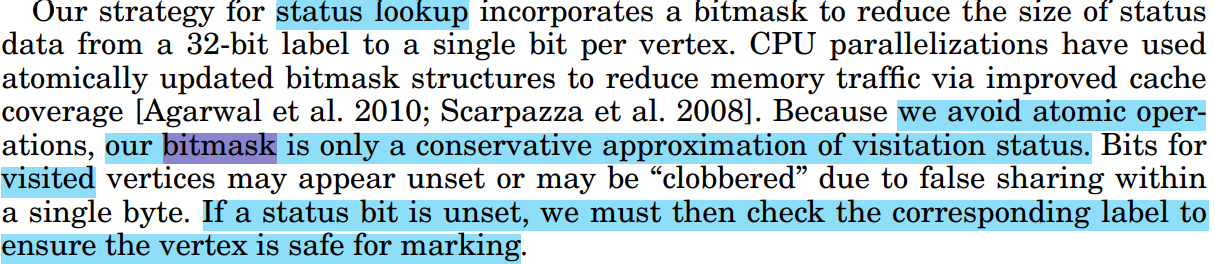 Our strategy for status lookup incorporates a bitmask to reduce the size of status
data from a 32-bit label to a single bit per vertex. CPU parallelizations have used
atomically updated bitmask structures to reduce memory traffic via improved cache
coverage [Agarwal et al. 2010; Scarpazza et al. 2008]. Because we avoid atomic oper-
ations, our bitmask is only a conservative approximation of visitation status. Bits for
visited vertices may appear unset or may be “clobbered” due to false sharing within
a single byte. If a status bit is unset, we must then check the corresponding label to
ensure the vertex is safe for marking.